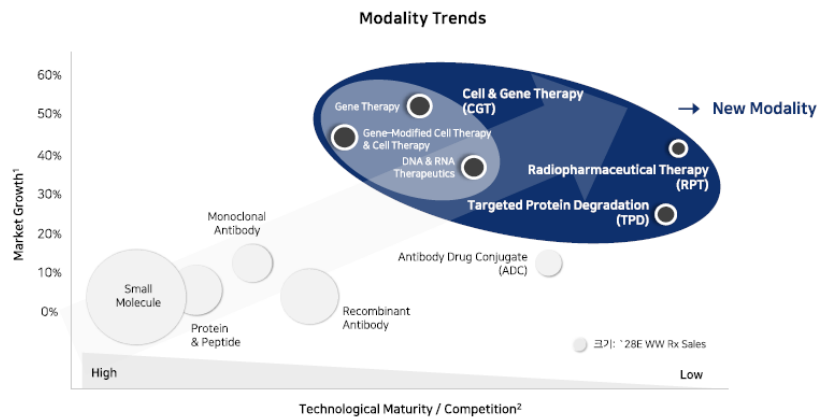 Modality Trends
Market Growth¹
60%
50%
40%
30%
20%
10%
0%
Gene Therapy
Cell & Gene Therapy
(CGT)
Gene-Modified Cell Therapy
& Cell Therapy
DNA & RNA
Therapeutics
→ New Modality
Radiopharmaceutical Therapy
(RPT)
Targeted Protein Degradation
(TPD)
Monoclonal
Antibody
Antibody Drug Conjugate
(ADC)
Small
Molecule
Protein
& Peptide
Recombinant
Antibody
크기: `28E WW Rx Sales
High
Low
Technological Maturity / Competition²